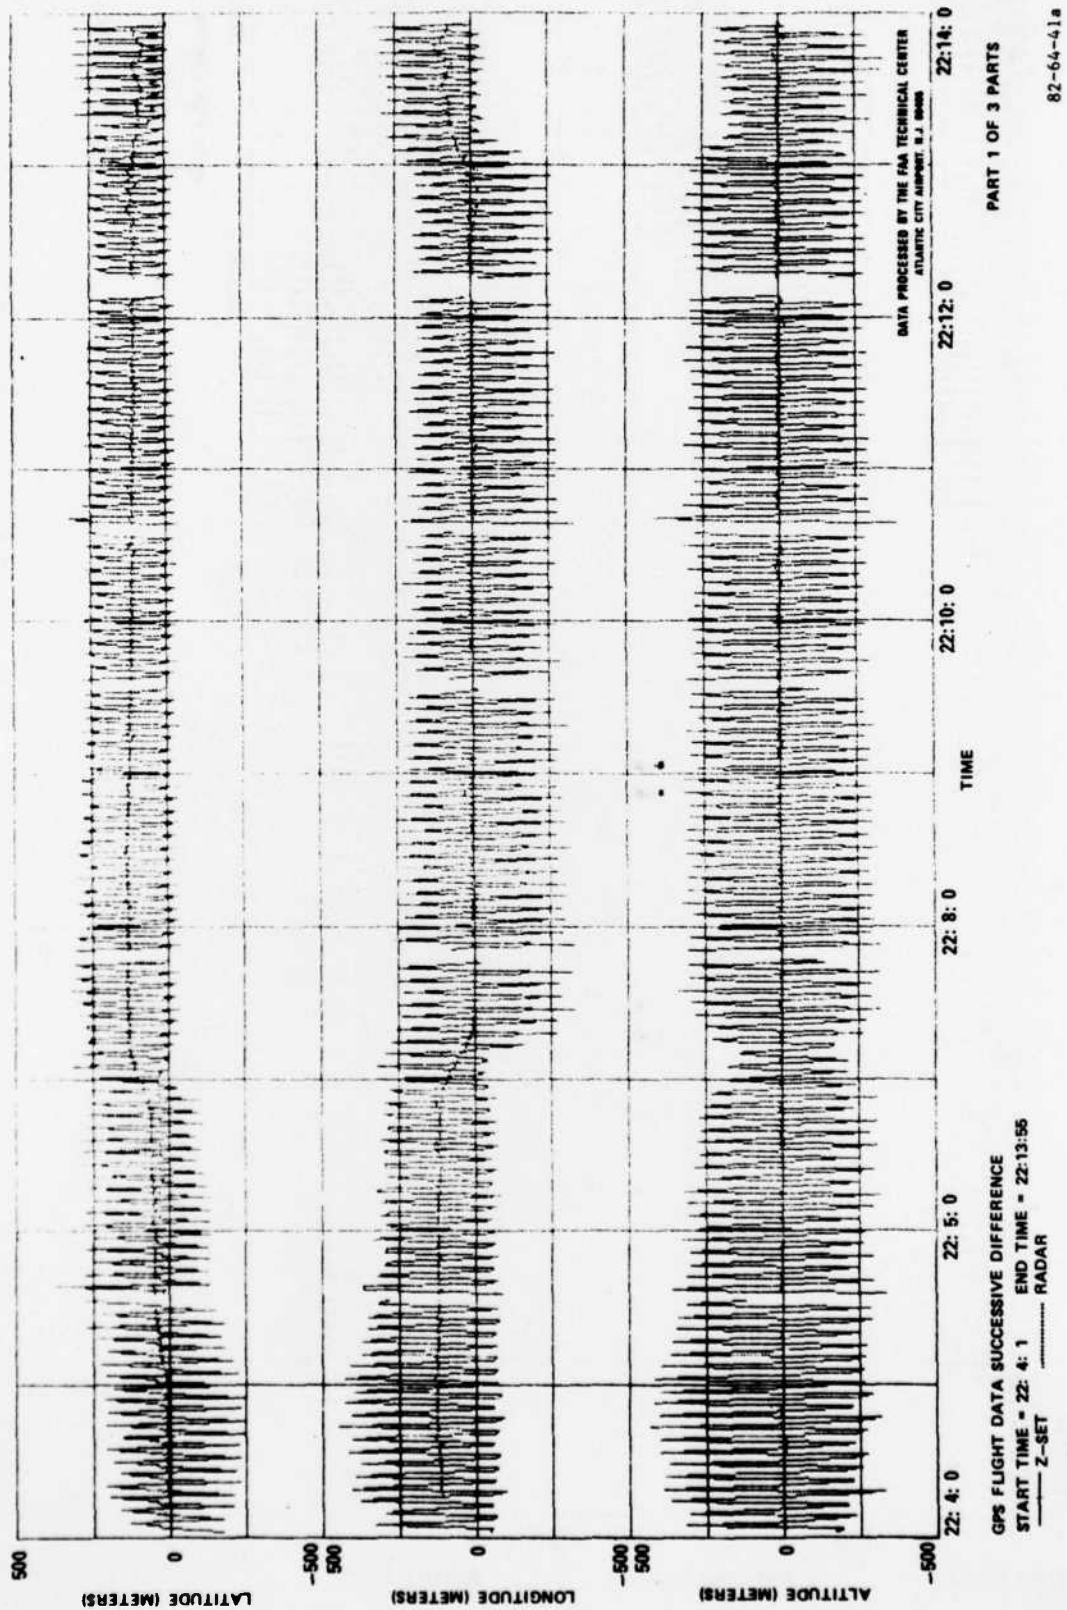 500
0
-500
0
-500
0
-500
LATITUDE (METERS)
LONGITUDE (METERS)
ALTITUDE (METERS)
22: 4: 0
22: 5: 0
22: 8: 0
22:10: 0
22:12: 0
22:14: 0
TIME
DATA PROCESSED BY THE FAA TECHNICAL CENTER
ATLANTIC CITY AIRPORT N.J. 08405
GPS FLIGHT DATA SUCCESSIVE DIFFERENCE
START TIME = 22: 4: 1 END TIME = 22:13:55
Z-SET RADAR
PART 1 OF 3 PARTS
82-64-41a